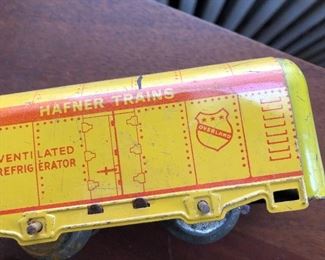 HAFNER TRAINS
OVERLAND
VENTILATED
REFRIGERATOR